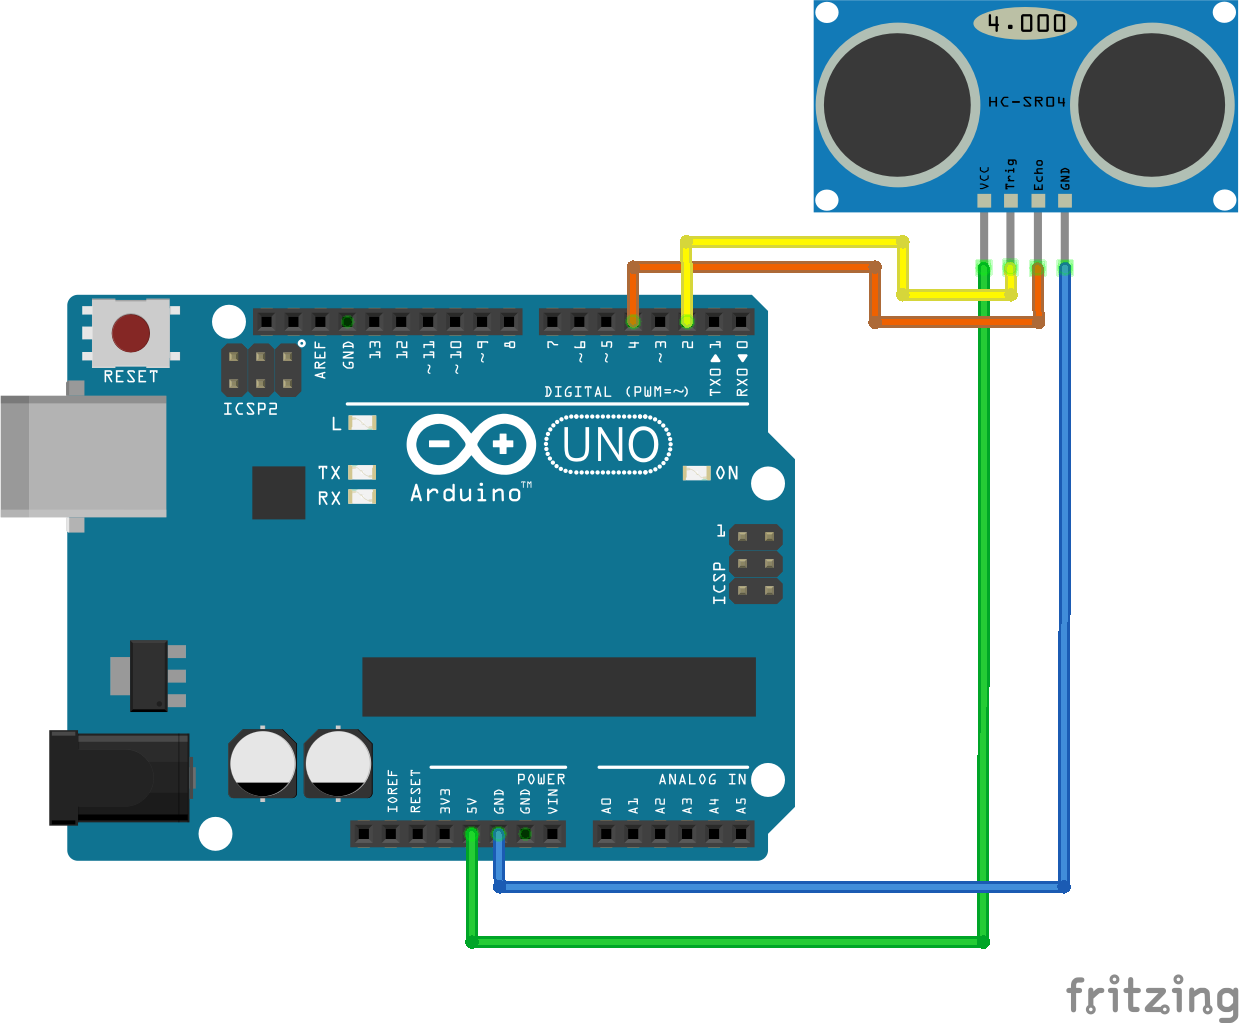 4.000
HC-SR04
VCC
Trig
Echo
GND
RESET
ICSP2
AREF
GND
13
12
~11
~10
~9
8
7
~6
~5
4
~3
2
TX0▶1
RX0◀0
DIGITAL (PWM=~)
L
TX
RX
UNO
ON
Arduino™
1
ICSP
IOREF
RESET
3V3
5V
GND
GND
VIN
POWER
ANALOG IN
A0
A1
A2
A3
A4
A5
fritzing